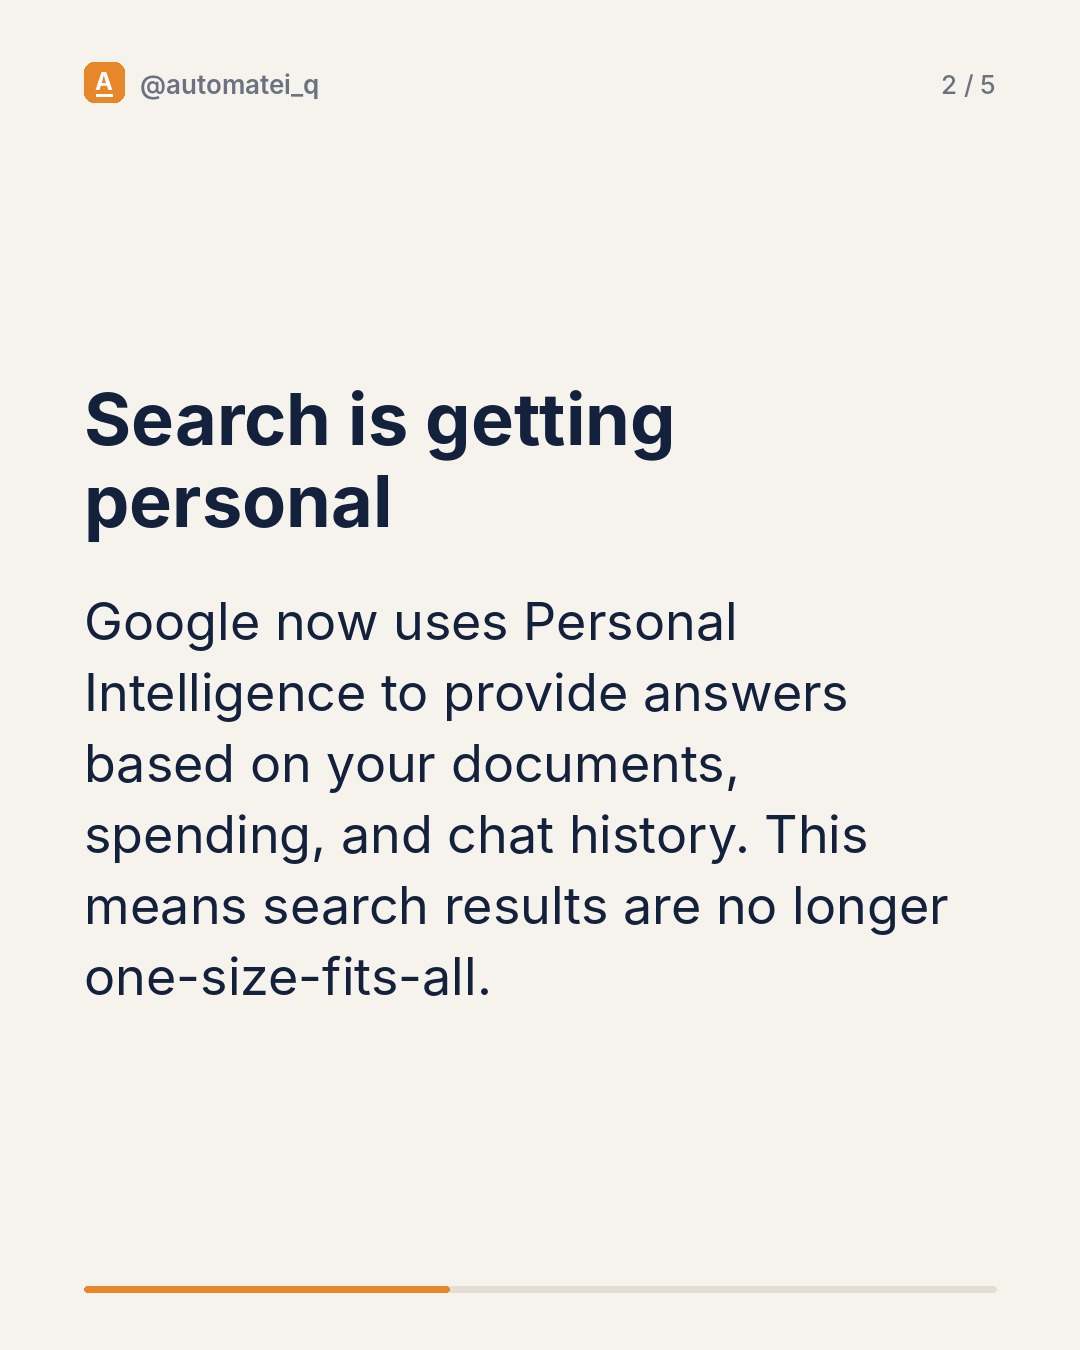 A @automatei_q 2 / 5
Search is getting
personal
Google now uses Personal
Intelligence to provide answers
based on your documents,
spending, and chat history. This
means search results are no longer
one-size-fits-all.